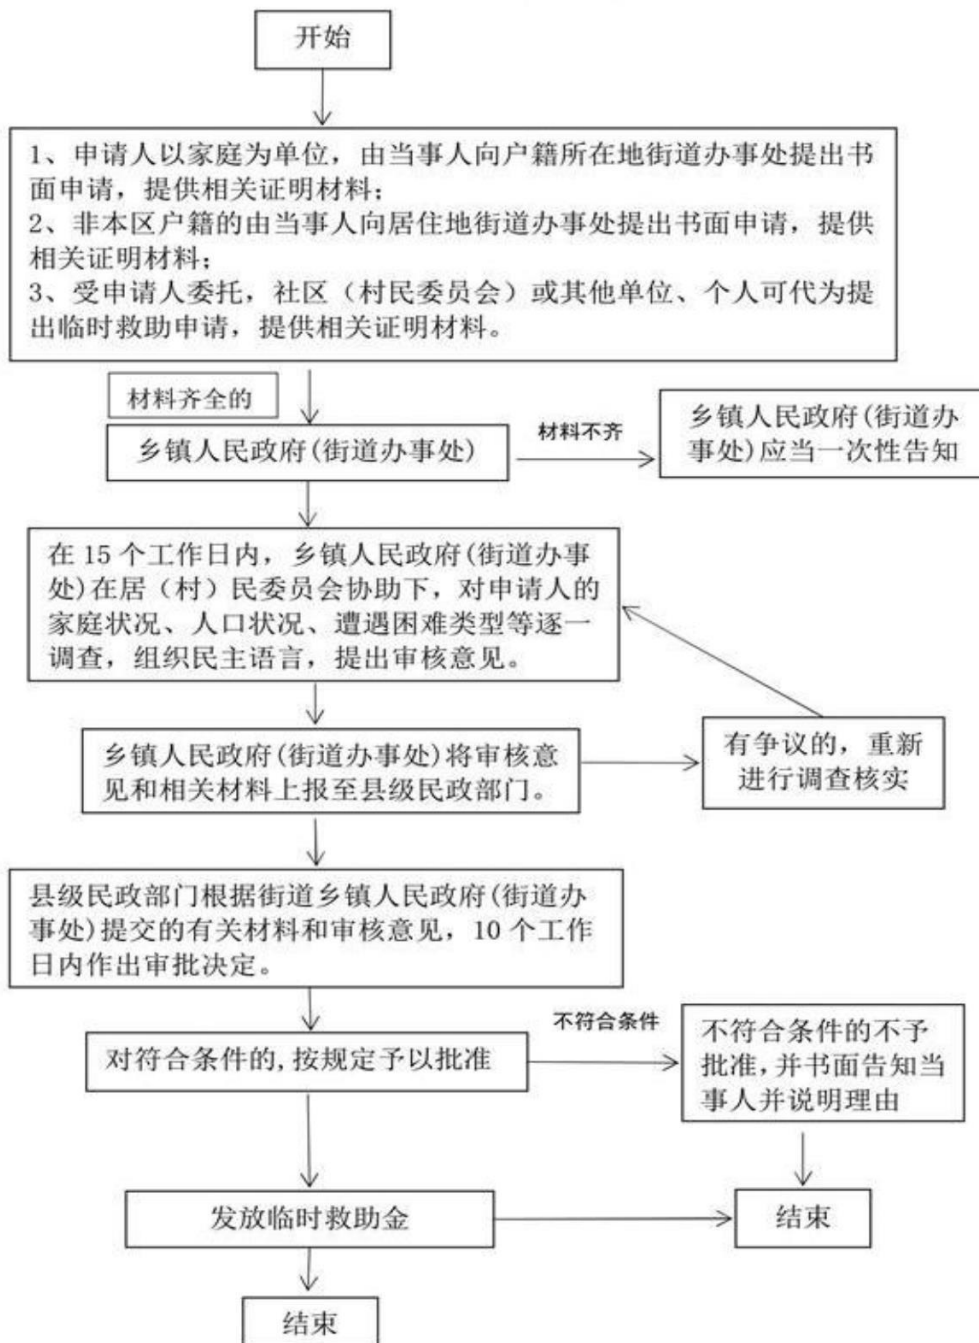 开始
1、申请人以家庭为单位，由当事人向户籍所在地街道办事处提出书
面申请，提供相关证明材料；
2、非本区户籍的由当事人向居住地街道办事处提出书面申请，提供
相关证明材料；
3、受申请人委托，社区（村民委员会）或其他单位、个人可代为提
出临时救助申请，提供相关证明材料。
材料齐全的
乡镇人民政府(街道办事处)
材料不齐
乡镇人民政府(街道办
事处)应当一次性告知
在 15 个工作日内，乡镇人民政府(街道办事
处)在居（村）民委员会协助下，对申请人的
家庭状况、人口状况、遭遇困难类型等逐一
调查，组织民主语言，提出审核意见。
乡镇人民政府(街道办事处)将审核意
见和相关材料上报至县级民政部门。
有争议的，重新
进行调查核实
县级民政部门根据街道乡镇人民政府(街道办
事处)提交的有关材料和审核意见，10 个工作
日内作出审批决定。
对符合条件的,按规定予以批准
不符合条件
不符合条件的不予
批准,并书面告知当
事人并说明理由
发放临时救助金
结束
结束